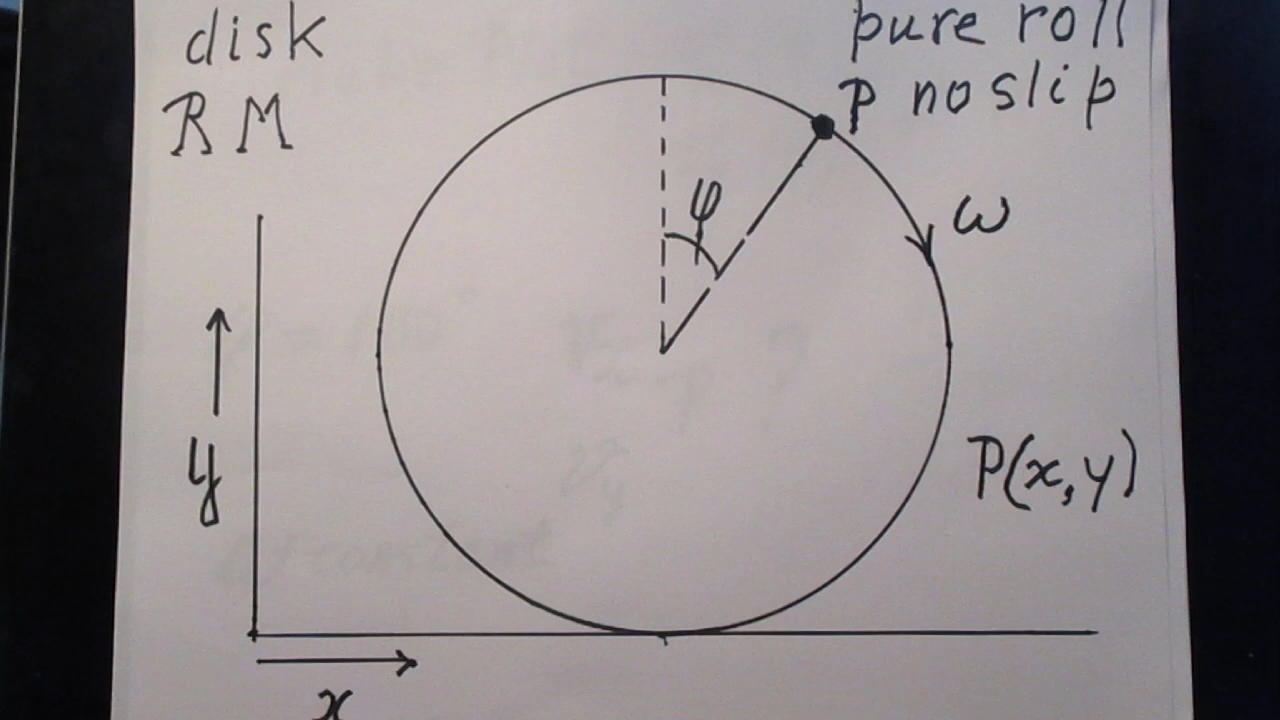 disk
R M
pure roll
P no slip
φ
ω
y
P(x,y)
x